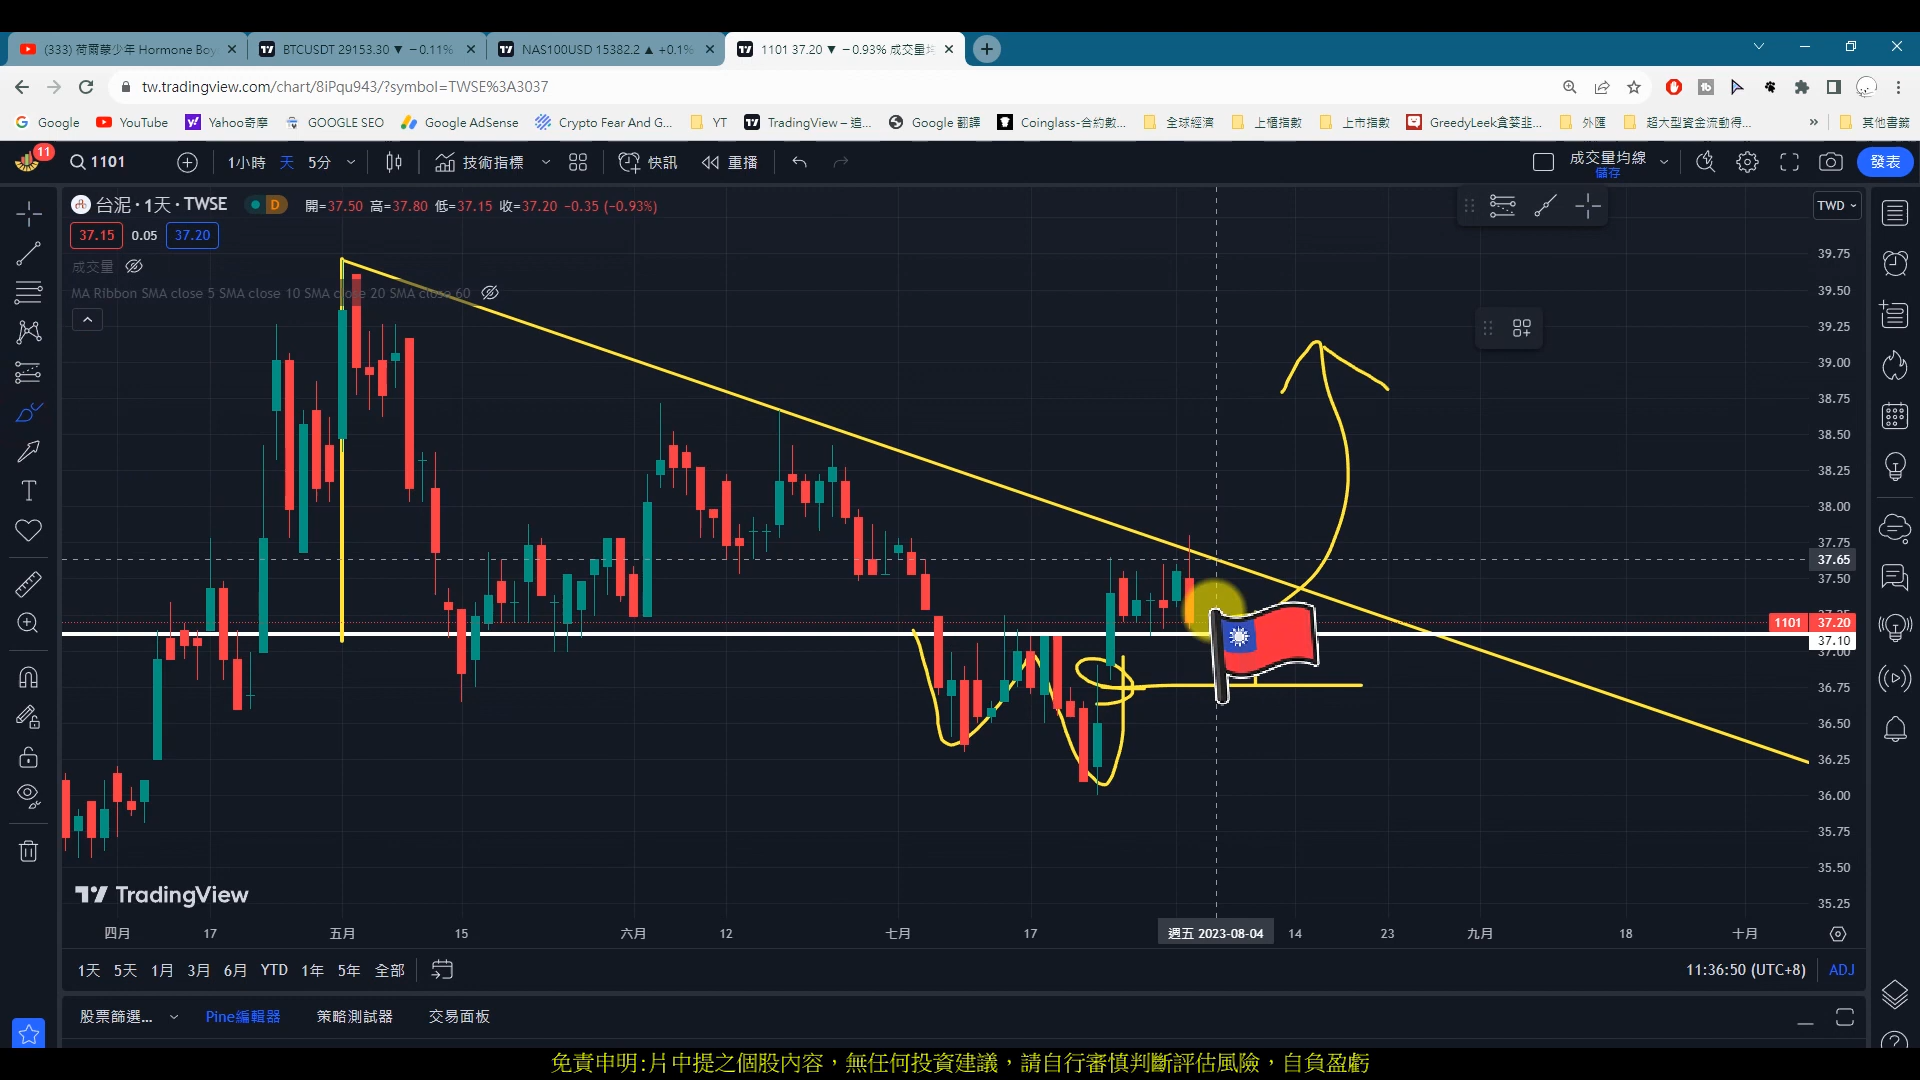 (333) 荷爾蒙少年 Hormone Boy
BTCUSDT 29153.30 ▼ −0.11%
NAS100USD 15382.2 ▲ +0.1%
1101 37.20 ▼ −0.93% 成交量均
tw.tradingview.com/chart/8iPqu943/?symbol=TWSE%3A3037
Google YouTube Yahoo奇摩 GOOGLE SEO Google AdSense Crypto Fear And G... YT TradingView – 追... Google 翻譯 Coinglass-合約數... 全球經濟 上櫃指數 上市指數 GreedyLeek貪婪韭... 外匯 超大型資金流動得... » 其他書籤
11 1101 1小時 天 5分 技術指標 快訊 重播 成交量均線 儲存 發表
台泥 · 1天 · TWSE D 開=37.50 高=37.80 低=37.15 收=37.20 −0.35 (−0.93%)
TWD
37.15 0.05 37.20
成交量
MA Ribbon SMA close 5 SMA close 10 SMA close 20 SMA close 60
39.75
39.50
39.25
39.00
38.75
38.50
38.25
38.00
37.75
37.65
37.50
37.25
1101 37.20
37.10
37.00
36.75
36.50
36.25
36.00
35.75
35.50
35.25
TradingView
四月 17 五月 15 六月 12 七月 17 週五 2023-08-04 14 23 九月 18 十月
1天 5天 1月 3月 6月 YTD 1年 5年 全部 11:36:50 (UTC+8) ADJ
股票篩選... Pine編輯器 策略測試器 交易面板
免責申明:片中提之個股內容，無任何投資建議，請自行審慎判斷評估風險，自負盈虧